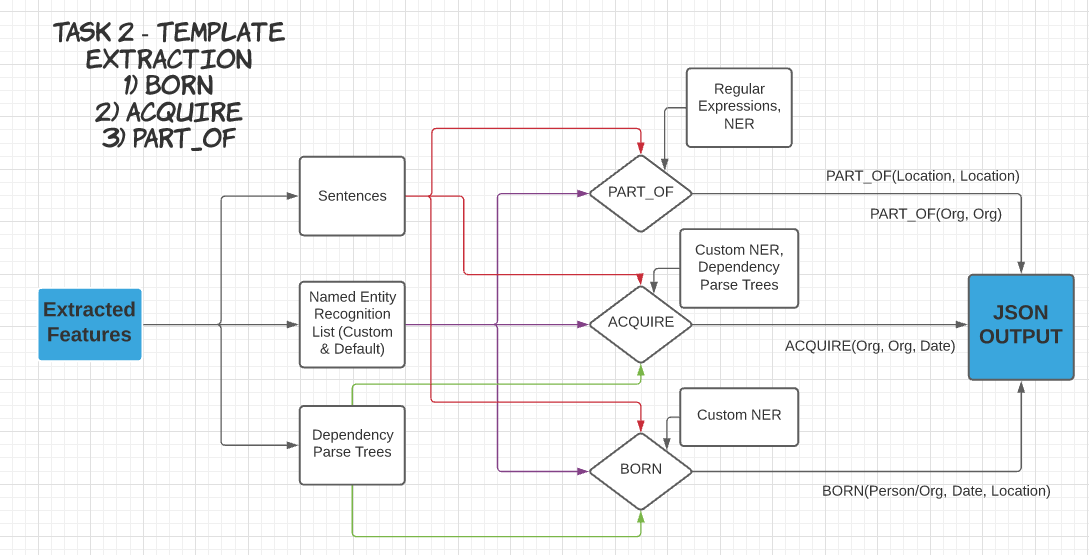 TASK 2 - TEMPLATE
EXTRACTION
1) BORN
2) ACQUIRE
3) PART_OF
Regular
Expressions,
NER
Sentences
PART_OF
PART_OF(Location, Location)
PART_OF(Org, Org)
Custom NER,
Dependency
Parse Trees
Extracted
Features
Named Entity
Recognition
List (Custom
& Default)
ACQUIRE
JSON
OUTPUT
ACQUIRE(Org, Org, Date)
Dependency
Parse Trees
Custom NER
BORN
BORN(Person/Org, Date, Location)